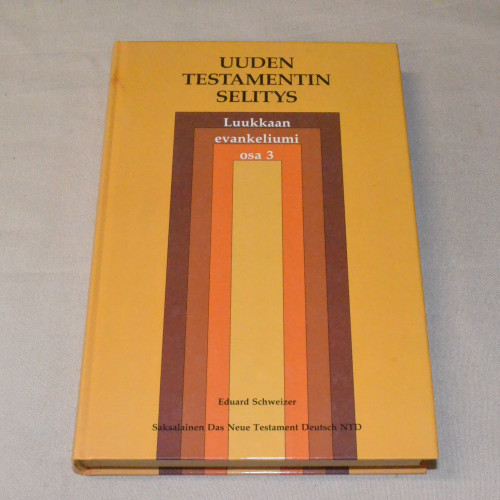 UUDEN
TESTAMENTIN
SELITYS
Luukkaan
evankeliumi
osa 3
Eduard Schweizer
Saksalainen Das Neue Testament Deutsch NTD